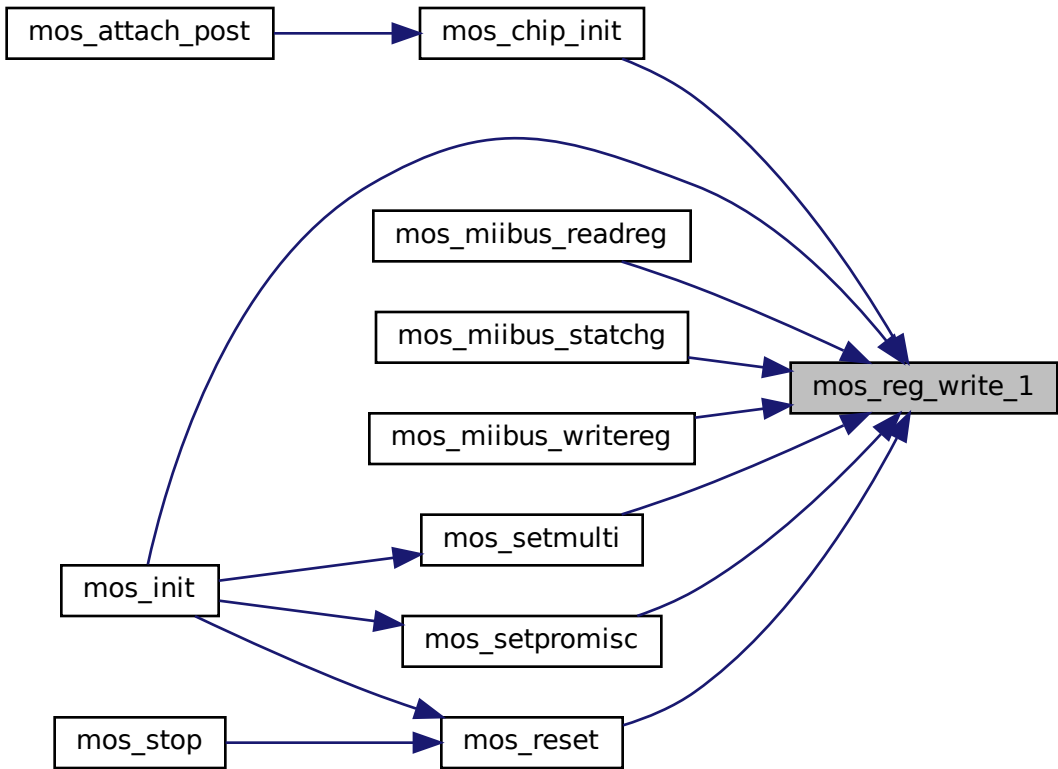 mos_attach_post
mos_chip_init
mos_miibus_readreg
mos_miibus_statchg
mos_reg_write_1
mos_miibus_writereg
mos_setmulti
mos_init
mos_setpromisc
mos_stop
mos_reset